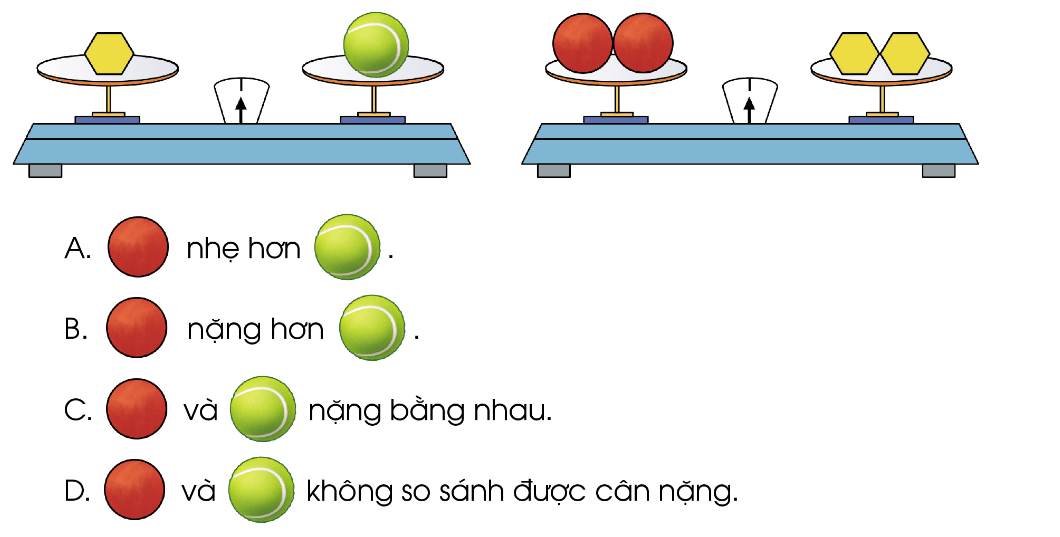 A. nhẹ hơn .
B. nặng hơn .
C. và nặng bằng nhau.
D. và không so sánh được cân nặng.